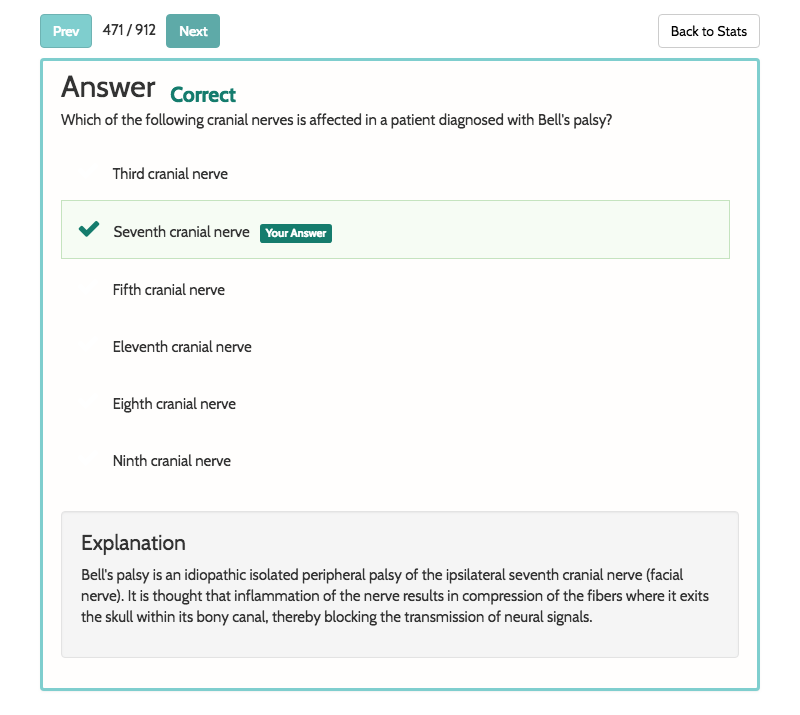 Prev 471 / 912 Next Back to Stats
Answer Correct
Which of the following cranial nerves is affected in a patient diagnosed with Bell's palsy?
Third cranial nerve
Seventh cranial nerve Your Answer
Fifth cranial nerve
Eleventh cranial nerve
Eighth cranial nerve
Ninth cranial nerve
Explanation
Bell's palsy is an idiopathic isolated peripheral palsy of the ipsilateral seventh cranial nerve (facial
nerve). It is thought that inflammation of the nerve results in compression of the fibers where it exits
the skull within its bony canal, thereby blocking the transmission of neural signals.